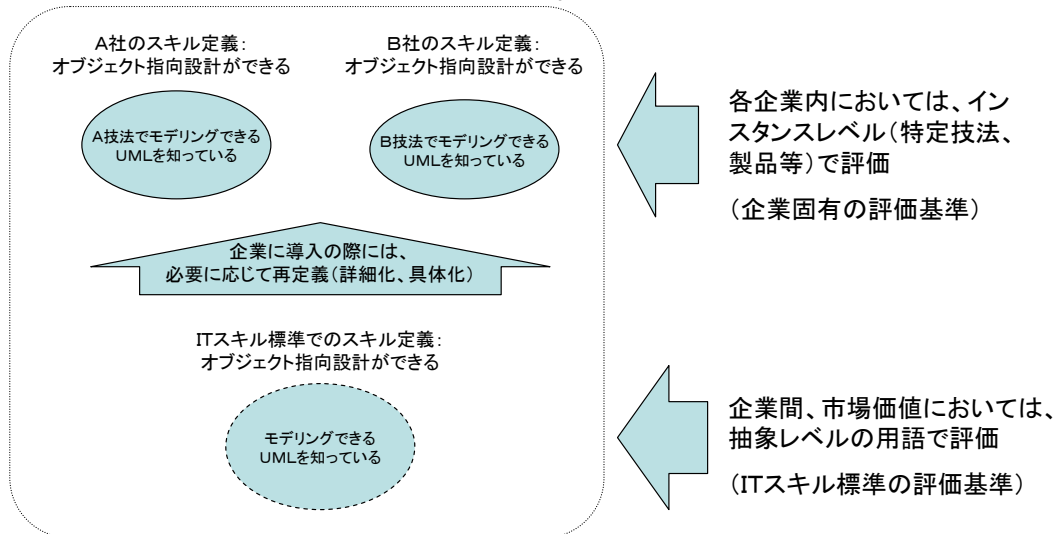 A社のスキル定義:
オブジェクト指向設計ができる
B社のスキル定義:
オブジェクト指向設計ができる
A技法でモデリングできる
UMLを知っている
B技法でモデリングできる
UMLを知っている
各企業内においては、イン
スタンスレベル(特定技法、
製品等)で評価
(企業固有の評価基準)
企業に導入の際には、
必要に応じて再定義(詳細化、具体化)
ITスキル標準でのスキル定義:
オブジェクト指向設計ができる
モデリングできる
UMLを知っている
企業間、市場価値においては、
抽象レベルの用語で評価
(ITスキル標準の評価基準)